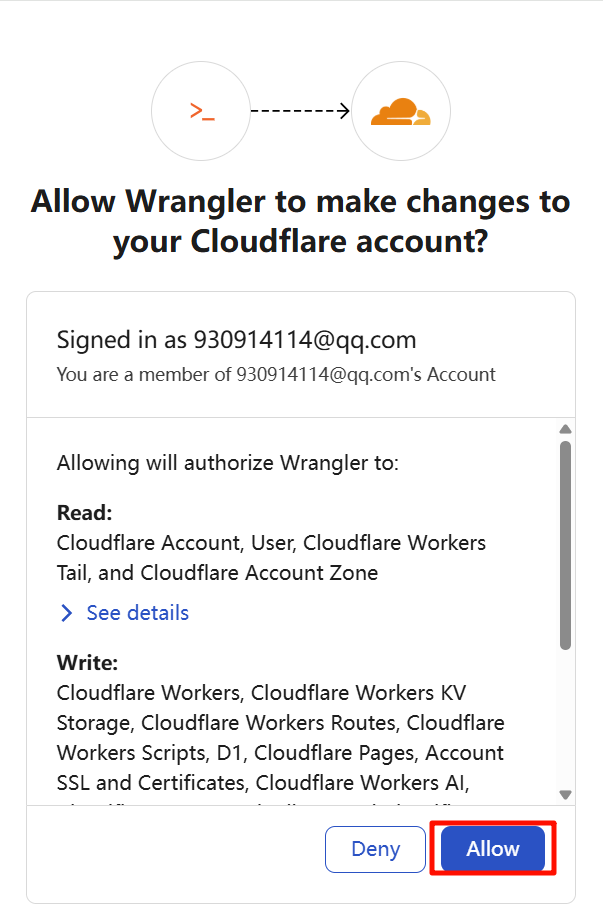 >_
Allow Wrangler to make changes to
your Cloudflare account?
Signed in as 930914114@qq.com
You are a member of 930914114@qq.com's Account
Allowing will authorize Wrangler to:
Read:
Cloudflare Account, User, Cloudflare Workers
Tail, and Cloudflare Account Zone
See details
Write:
Cloudflare Workers, Cloudflare Workers KV
Storage, Cloudflare Workers Routes, Cloudflare
Workers Scripts, D1, Cloudflare Pages, Account
SSL and Certificates, Cloudflare Workers AI,
Deny
Allow